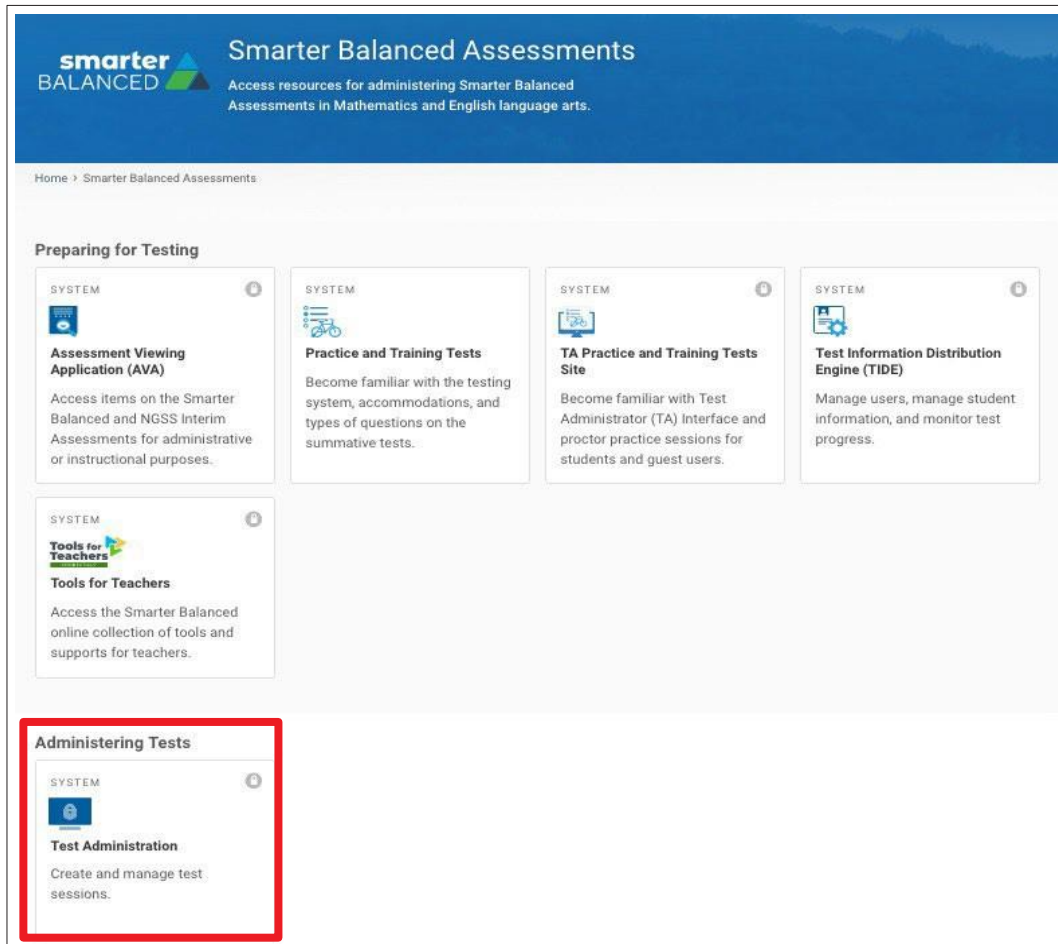 smarter
BALANCED
Smarter Balanced Assessments
Access resources for administering Smarter Balanced
Assessments in Mathematics and English language arts.
Home > Smarter Balanced Assessments
Preparing for Testing
SYSTEM
Assessment Viewing
Application (AVA)
Access items on the Smarter
Balanced and NGSS Interim
Assessments for administrative
or instructional purposes.
SYSTEM
Practice and Training Tests
Become familiar with the testing
system, accommodations, and
types of questions on the
summative tests.
SYSTEM
TA Practice and Training Tests
Site
Become familiar with Test
Administrator (TA) Interface and
proctor practice sessions for
students and guest users.
SYSTEM
Test Information Distribution
Engine (TIDE)
Manage users, manage student
information, and monitor test
progress.
SYSTEM
Tools for
Teachers
Tools for Teachers
Access the Smarter Balanced
online collection of tools and
supports for teachers.
Administering Tests
SYSTEM
Test Administration
Create and manage test
sessions.